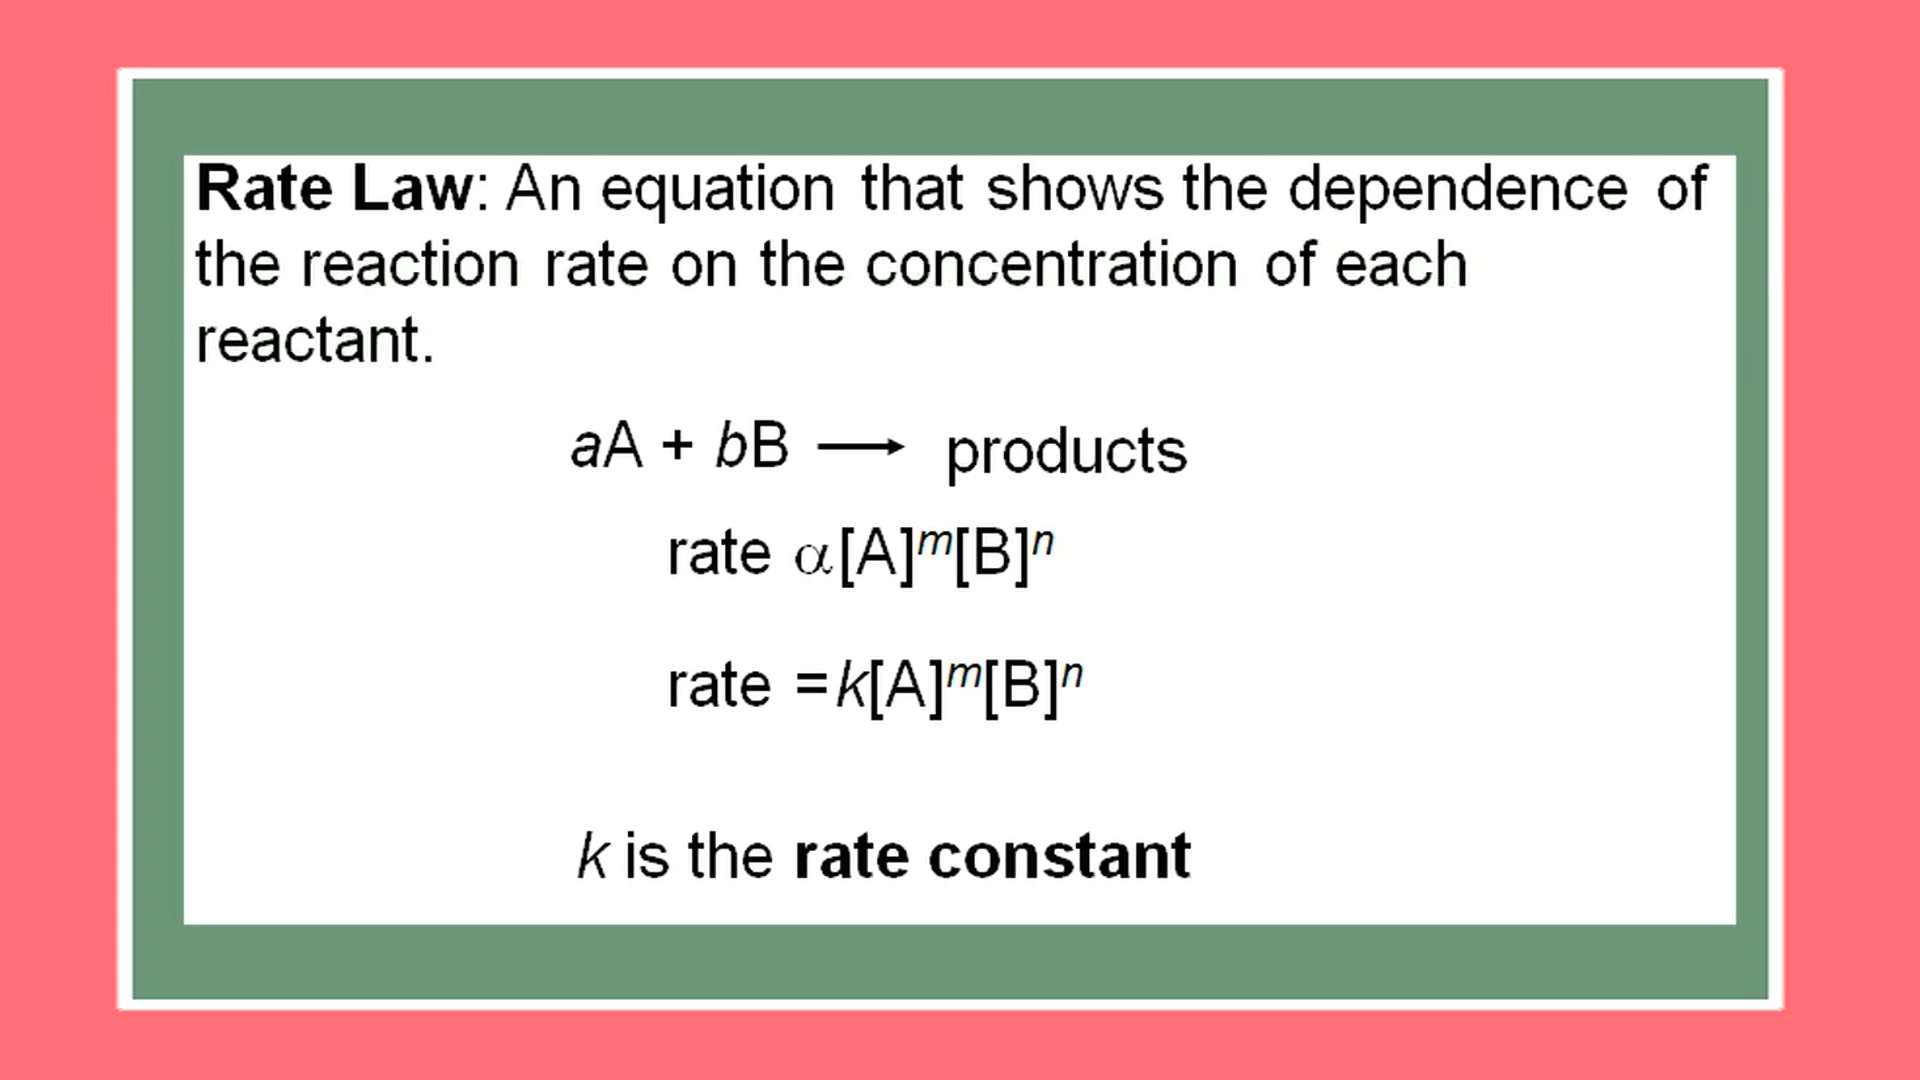 Rate Law: An equation that shows the dependence of
the reaction rate on the concentration of each
reactant.
aA + bB ⟶ products
rate α[A]ᵐ[B]ⁿ
rate =k[A]ᵐ[B]ⁿ
k is the rate constant